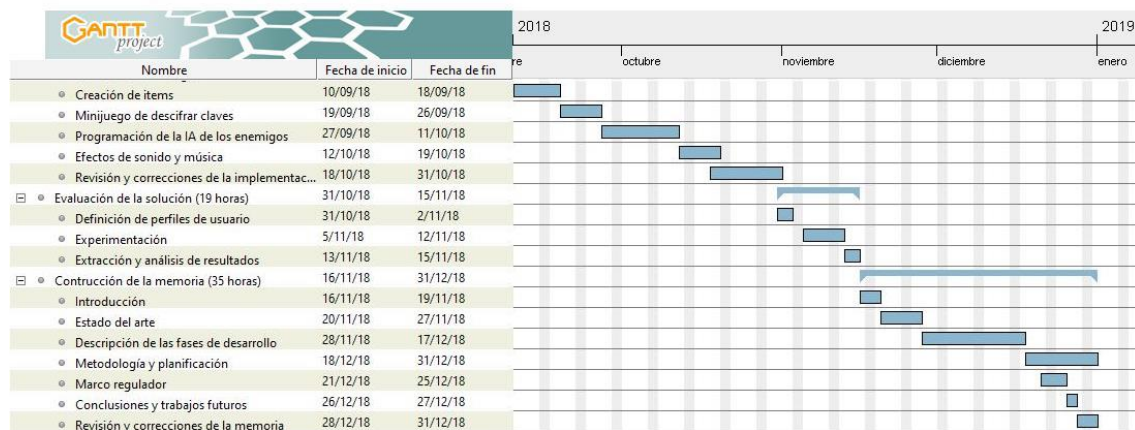 GANTT project
2018 2019
re octubre noviembre diciembre enero
Nombre Fecha de inicio Fecha de fin
Creación de items 10/09/18 18/09/18
Minijuego de descifrar claves 19/09/18 26/09/18
Programación de la IA de los enemigos 27/09/18 11/10/18
Efectos de sonido y música 12/10/18 19/10/18
Revisión y correcciones de la implementac... 18/10/18 31/10/18
Evaluación de la solución (19 horas) 31/10/18 15/11/18
Definición de perfiles de usuario 31/10/18 2/11/18
Experimentación 5/11/18 12/11/18
Extracción y análisis de resultados 13/11/18 15/11/18
Contrucción de la memoria (35 horas) 16/11/18 31/12/18
Introducción 16/11/18 19/11/18
Estado del arte 20/11/18 27/11/18
Descripción de las fases de desarrollo 28/11/18 17/12/18
Metodología y planificación 18/12/18 31/12/18
Marco regulador 21/12/18 25/12/18
Conclusiones y trabajos futuros 26/12/18 27/12/18
Revisión y correcciones de la memoria 28/12/18 31/12/18